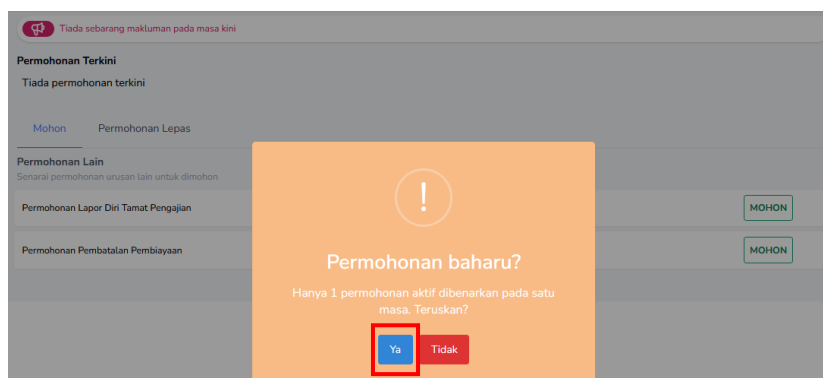 Tiada sebarang makluman pada masa kini
Permohonan Terkini
Tiada permohonan terkini
Mohon Permohonan Lepas
Permohonan Lain
Senarai permohonan urusan lain untuk dimohon
Permohonan Lapor Diri Tamat Pengajian MOHON
Permohonan Pembatalan Pembiayaan MOHON
!
Permohonan baharu?
Hanya 1 permohonan aktif dibenarkan pada satu
masa. Teruskan?
Ya Tidak